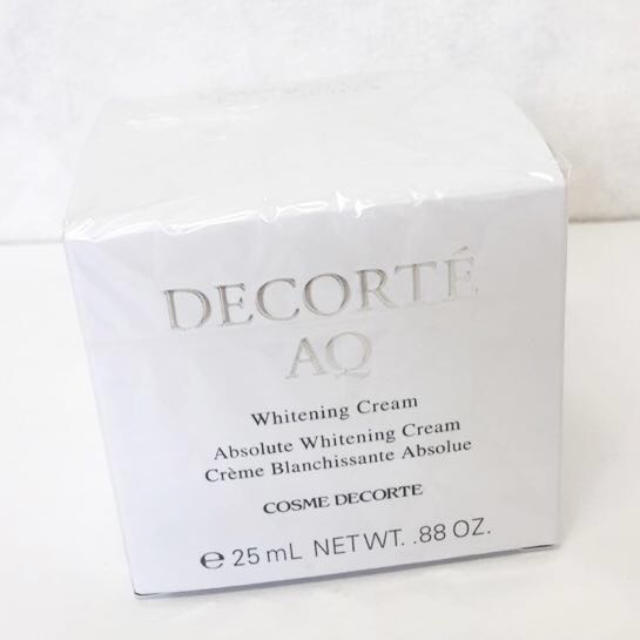 DECORTÉ
AQ
Whitening Cream
Absolute Whitening Cream
Crème Blanchissante Absolue
COSME DECORTE
℮ 25 mL NET WT. .88 OZ.